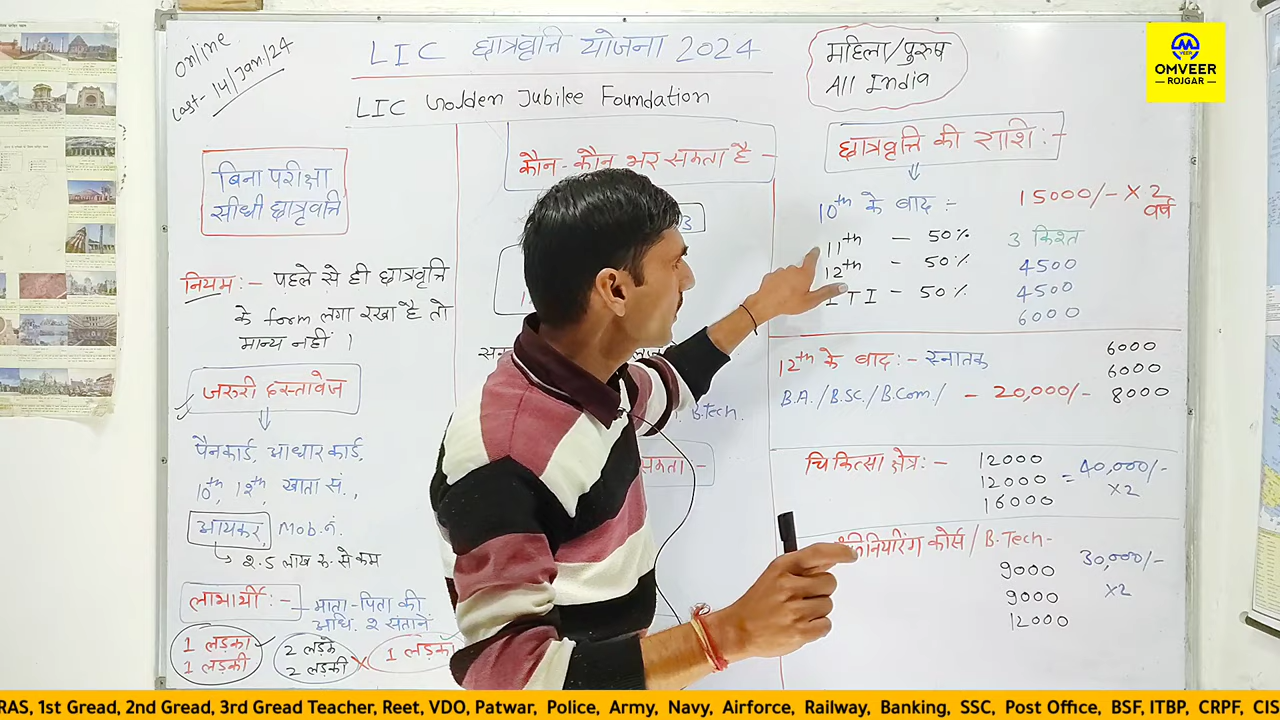 online
Last- 14/Jan/24
LIC छात्रवृत्ति योजना 2024
LIC Golden Jubilee Foundation
महिला/पुरुष
All India
OMVEER
ROJGAR
बिना परीक्षा
सीधी छात्रवृत्ति
नियम:- पहले से ही छात्रवृत्ति
के form लगा रखा है तो
मान्य नहीं ।
जरुरी दस्तावेज
पैनकार्ड, आधार कार्ड,
10th, 12th, खाता सं.,
आयकर, Mob.नं.
2.5 लाख रु. से कम
लाभार्थी:- माता-पिता की
अधि. 2 संतानें
1 लड़का
1 लड़की
2 लड़के
2 लड़की
X
1 लड़का
कौन-कौन भर सकता है -
3
B.Tech.
सकता -
छात्रवृत्ति की राशि:-
10th के बाद :- 15000/- X 2 वर्ष
11th - 50% 3 किश्त
12th - 50% 4500
ITI - 50% 4500
6000
12th के बाद:- स्नातक 6000
6000
B.A./B.SC./B.Com/ - 20,000/- 8000
चिकित्सा क्षेत्र:- 12000
12000 = 40,000/-
16000 X2
नियरिंग कोर्स/B.Tech-
9000 30,000/-
9000 X2
12000
RAS, 1st Gread, 2nd Gread, 3rd Gread Teacher, Reet, VDO, Patwar, Police, Army, Navy, Airforce, Railway, Banking, SSC, Post Office, BSF, ITBP, CRPF, CIS